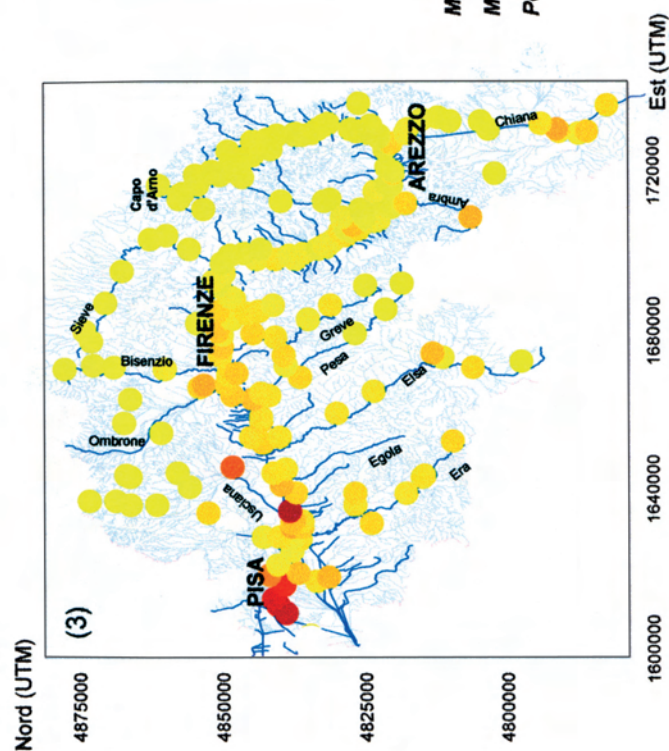 Nord (UTM)
(3)
4875000
4850000
4825000
4800000
1600000
1640000
1680000
1720000
Est (UTM)
Capo
d'Arno
Sieve
Bisenzio
Ombrone
FIRENZE
AREZZO
Chiana
Ambra
Greve
Pesa
Elsa
Egola
Era
Usciana
PISA
M
M
P